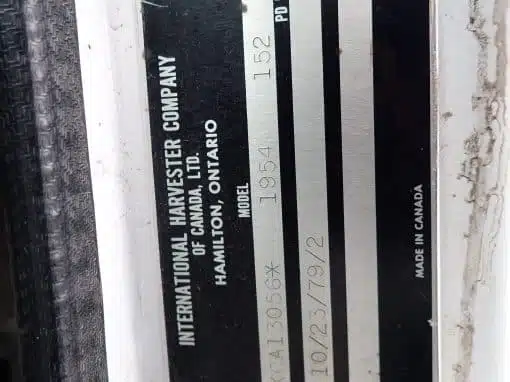 INTERNATIONAL HARVESTER COMPANY
OF CANADA, LTD.
HAMILTON, ONTARIO
MODEL
1954 152
PD
A13056*
10/23/79/2
MADE IN CANADA